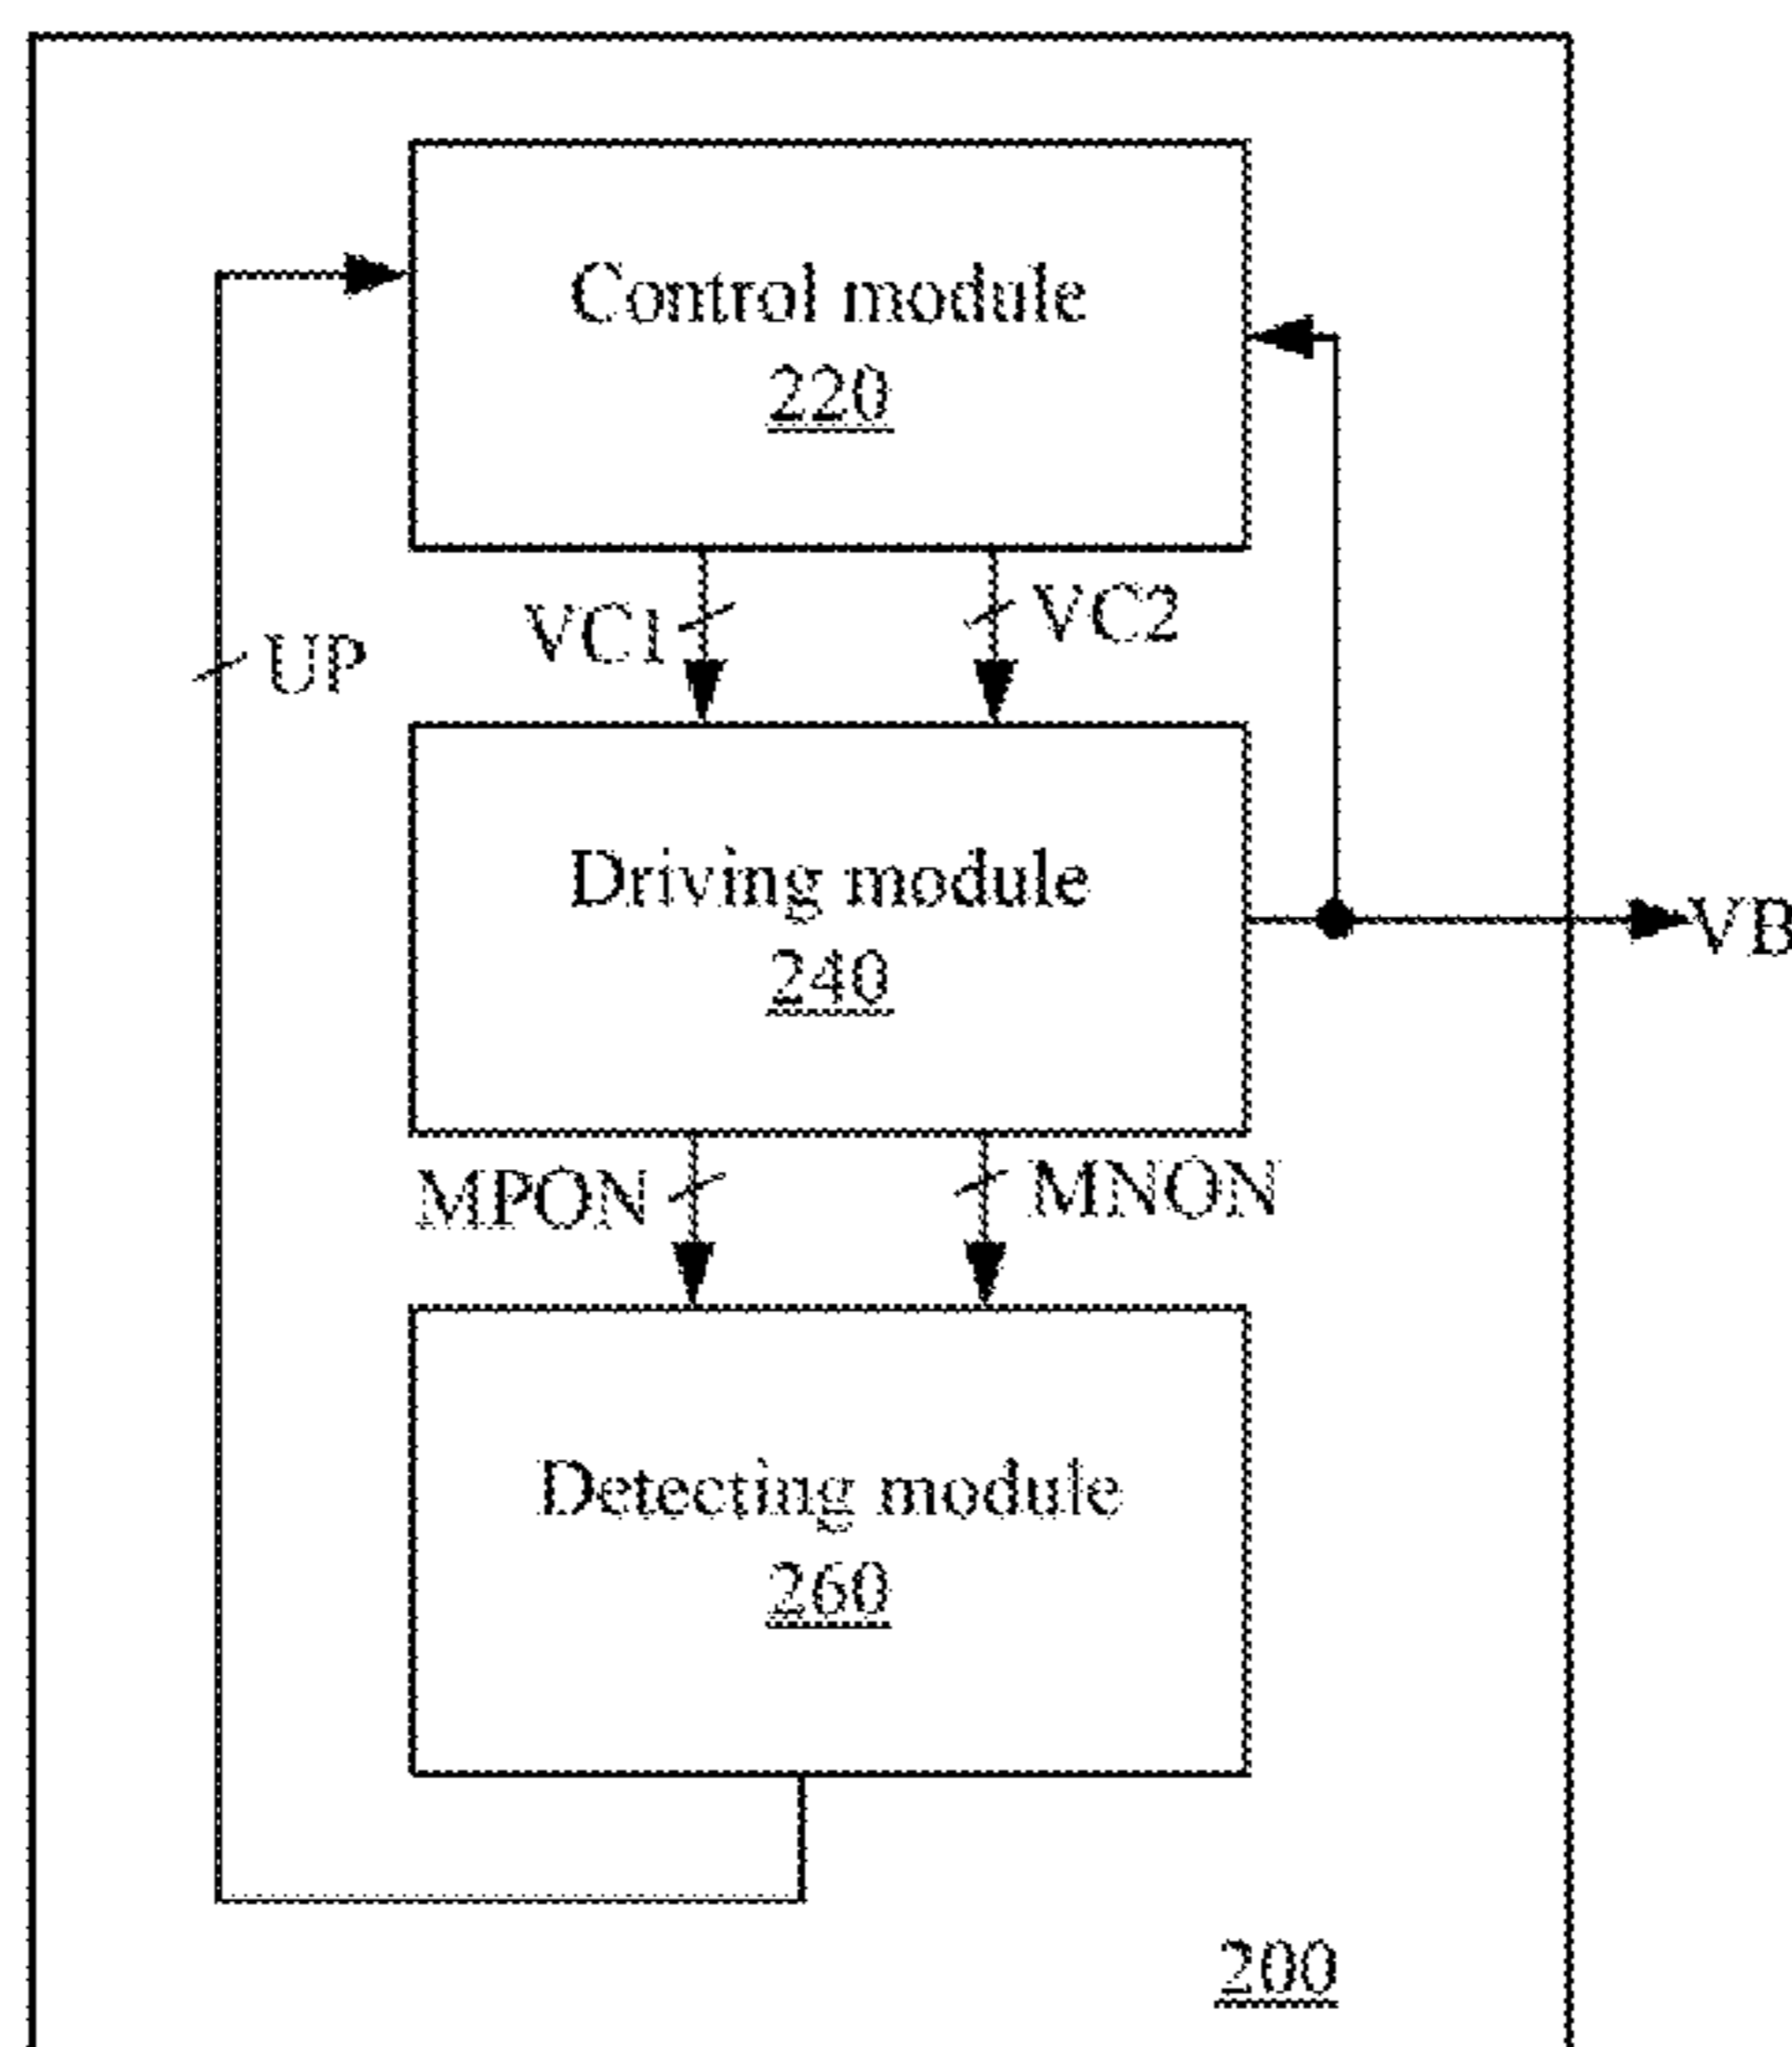 Control module
220
UP
VC1
VC2
Driving module
240
VB
MPON
MNON
Detecting module
260
200